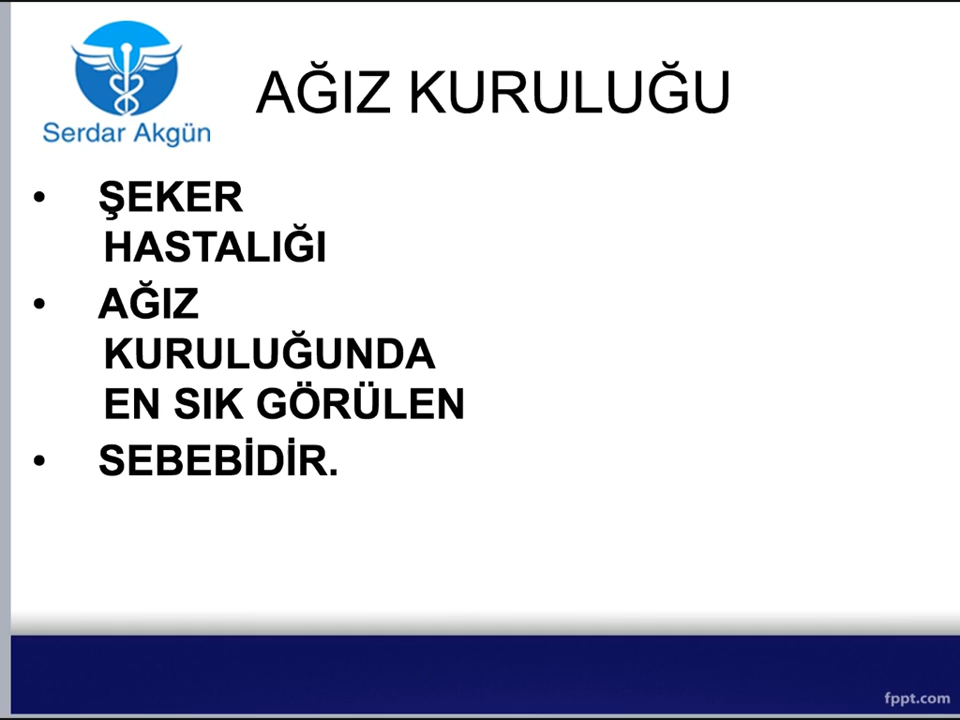 Serdar Akgün
AĞIZ KURULUĞU
• ŞEKER
HASTALIĞI
• AĞIZ
KURULUĞUNDA
EN SIK GÖRÜLEN
• SEBEBİDİR.
fppt.com